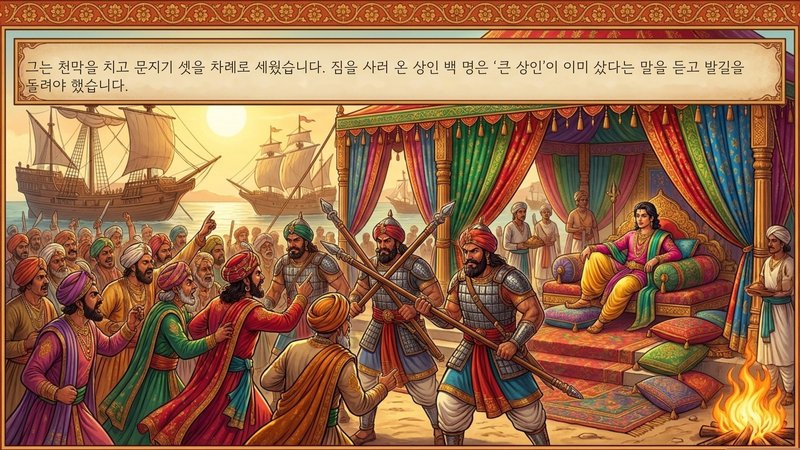 그는 천막을 치고 문지기 셋을 차례로 세웠습니다. 짐을 사러 온 상인 백 명은 ‘큰 상인’이 이미 샀다는 말을 듣고 발길을
돌려야 했습니다.